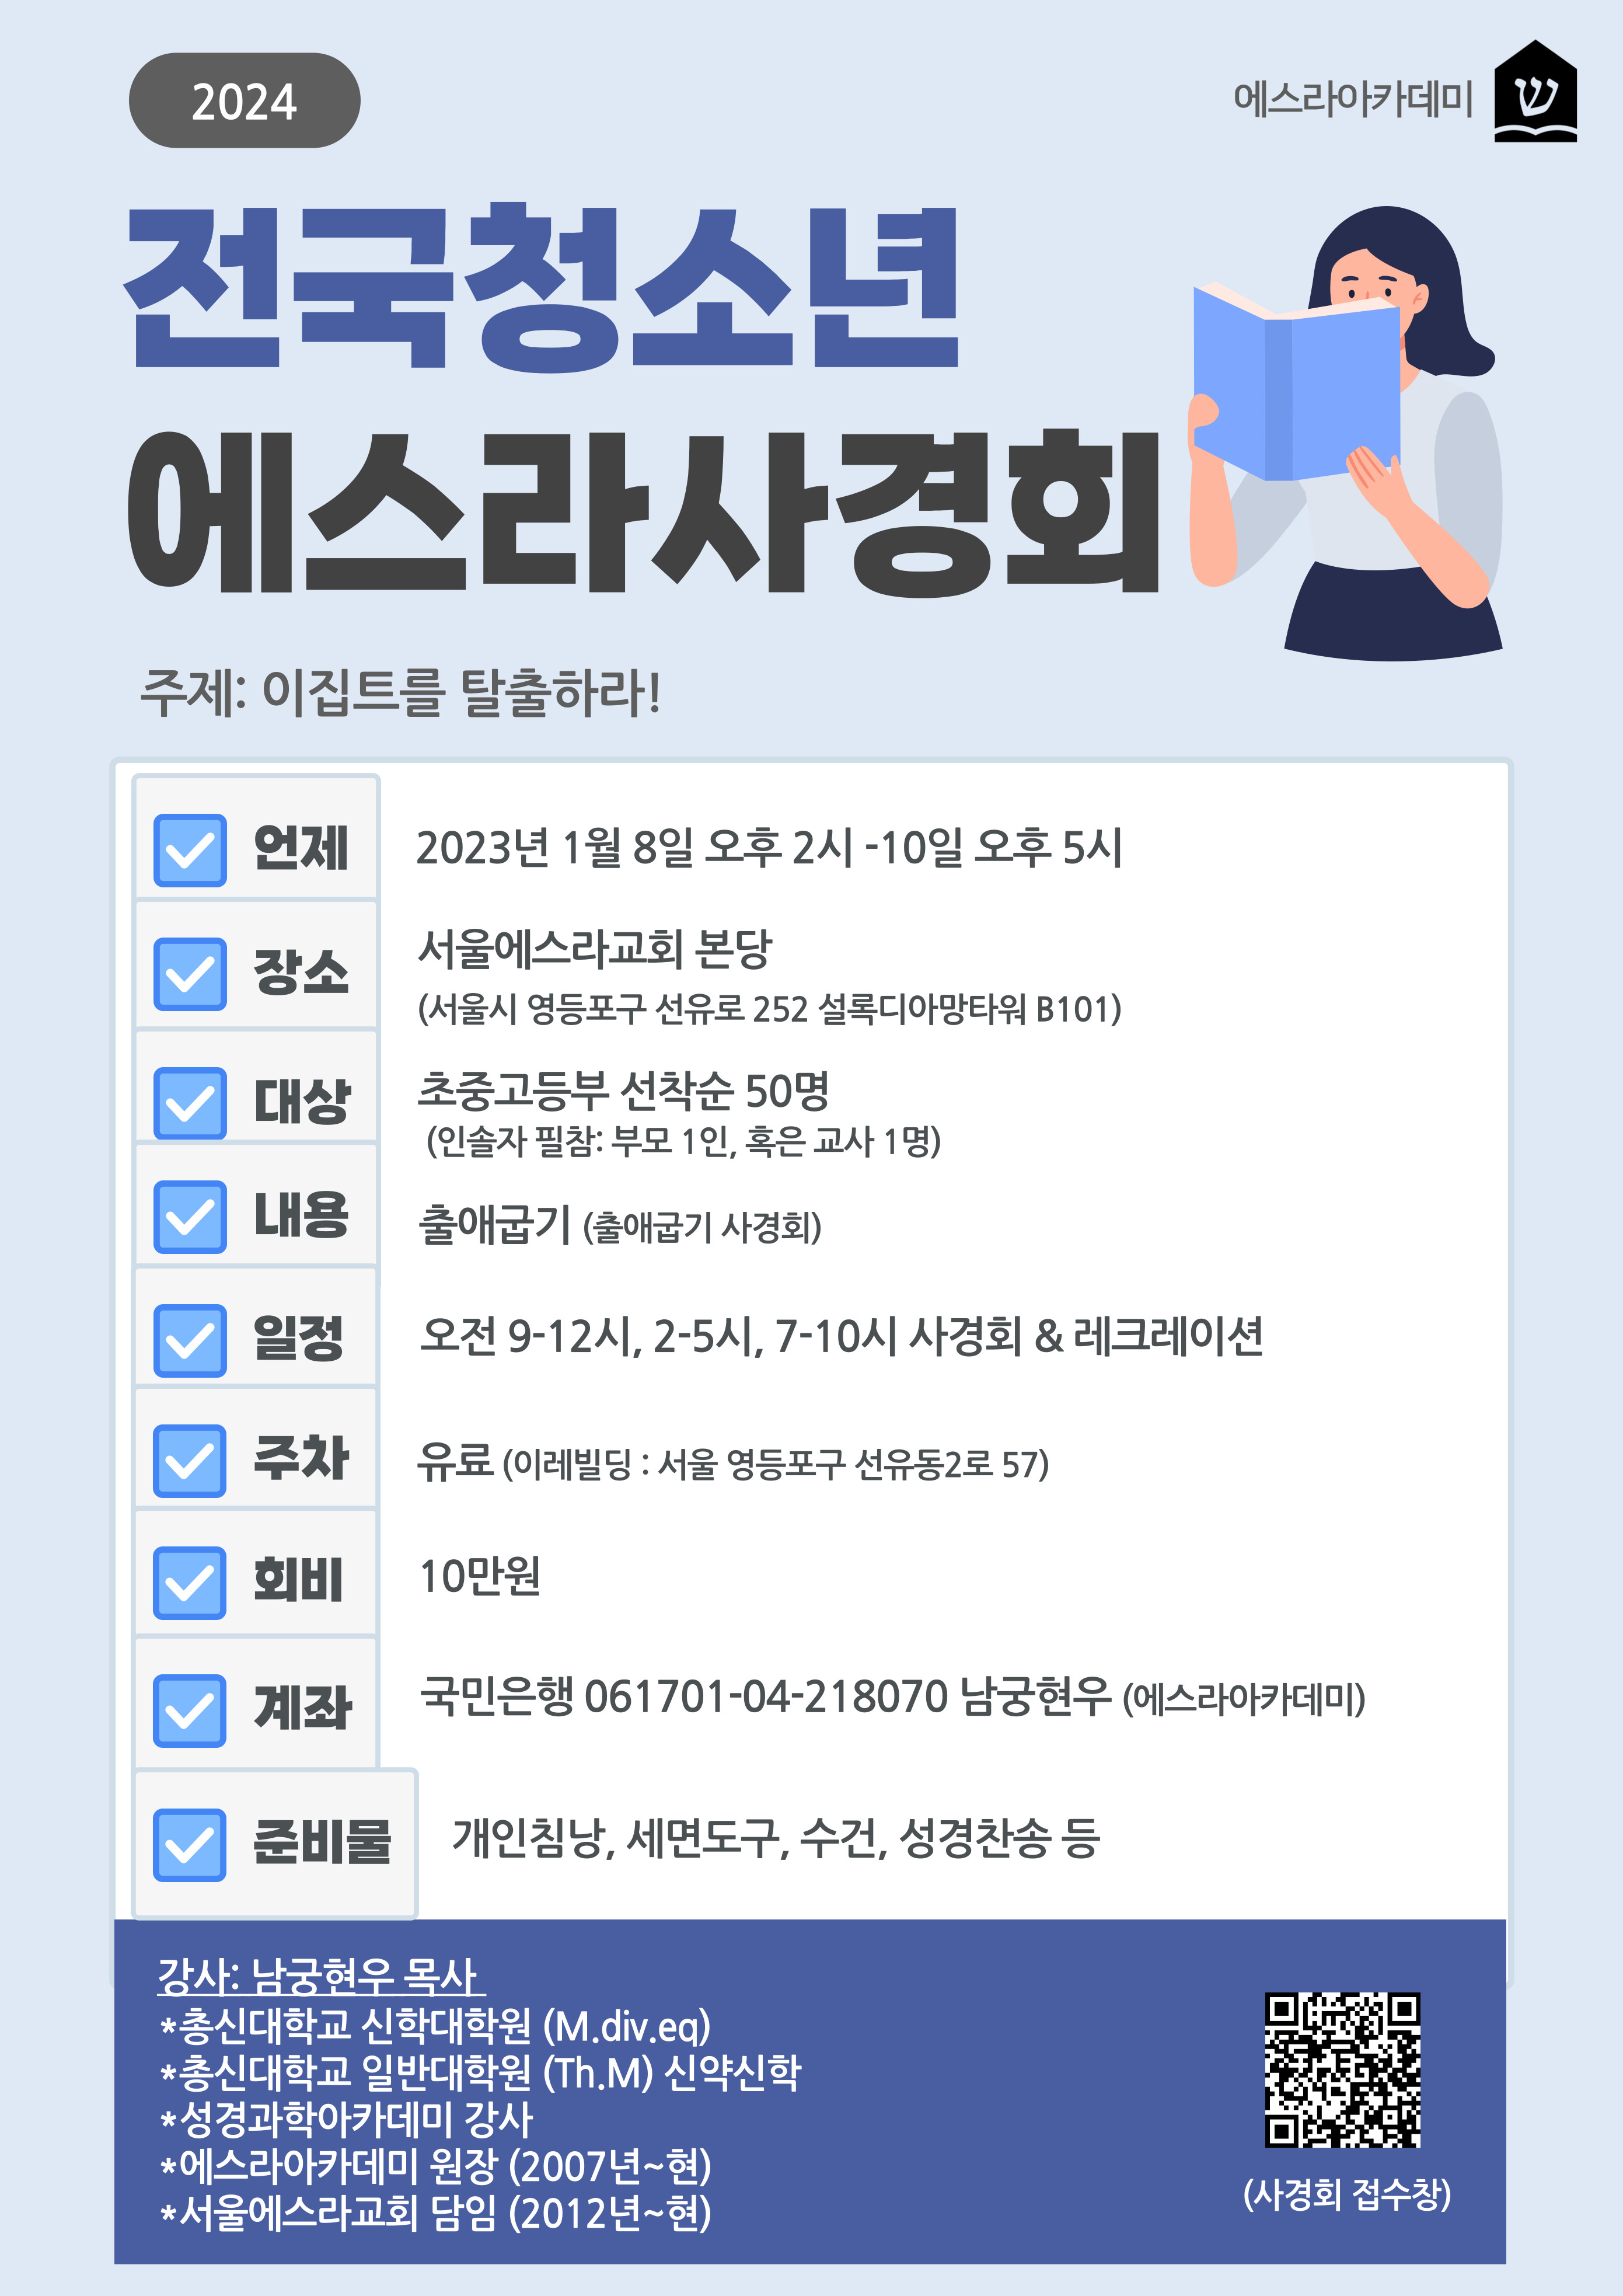 2024
에스라아카데미
ש
전국청소년
에스라사경회
주제: 이집트를 탈출하라!
언제 2023년 1월 8일 오후 2시 -10일 오후 5시
장소 서울에스라교회 본당
(서울시 영등포구 선유로 252 설록디아망타워 B101)
대상 초중고등부 선착순 50명
(인솔자 필참: 부모 1인, 혹은 교사 1명)
내용 출애굽기 (출애굽기 사경회)
일정 오전 9-12시, 2-5시, 7-10시 사경회 & 레크레이션
주차 유료 (이레빌딩 : 서울 영등포구 선유동2로 57)
회비 10만원
계좌 국민은행 061701-04-218070 남궁현우 (에스라아카데미)
준비물 개인침낭, 세면도구, 수건, 성경찬송 등
강사: 남궁현우 목사
*총신대학교 신학대학원 (M.div.eq)
*총신대학교 일반대학원 (Th.M) 신약신학
*성경과학아카데미 강사
*에스라아카데미 원장 (2007년~현)
*서울에스라교회 담임 (2012년~현)
(사경회 접수창)